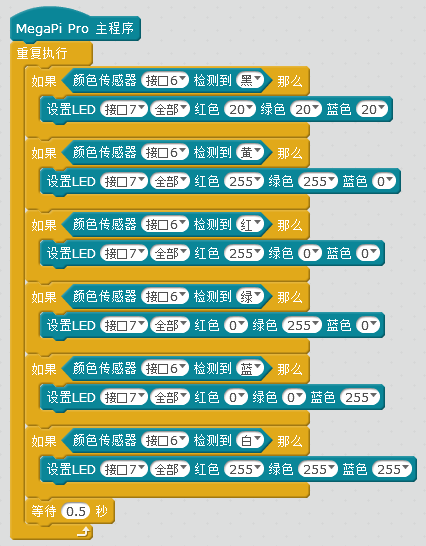 MegaPi Pro 主程序
重复执行
如果 颜色传感器 接口6 检测到 黑 那么
设置LED 接口7 全部 红色 20 绿色 20 蓝色 20
如果 颜色传感器 接口6 检测到 黄 那么
设置LED 接口7 全部 红色 255 绿色 255 蓝色 0
如果 颜色传感器 接口6 检测到 红 那么
设置LED 接口7 全部 红色 255 绿色 0 蓝色 0
如果 颜色传感器 接口6 检测到 绿 那么
设置LED 接口7 全部 红色 0 绿色 255 蓝色 0
如果 颜色传感器 接口6 检测到 蓝 那么
设置LED 接口7 全部 红色 0 绿色 0 蓝色 255
如果 颜色传感器 接口6 检测到 白 那么
设置LED 接口7 全部 红色 255 绿色 255 蓝色 255
等待 0.5 秒